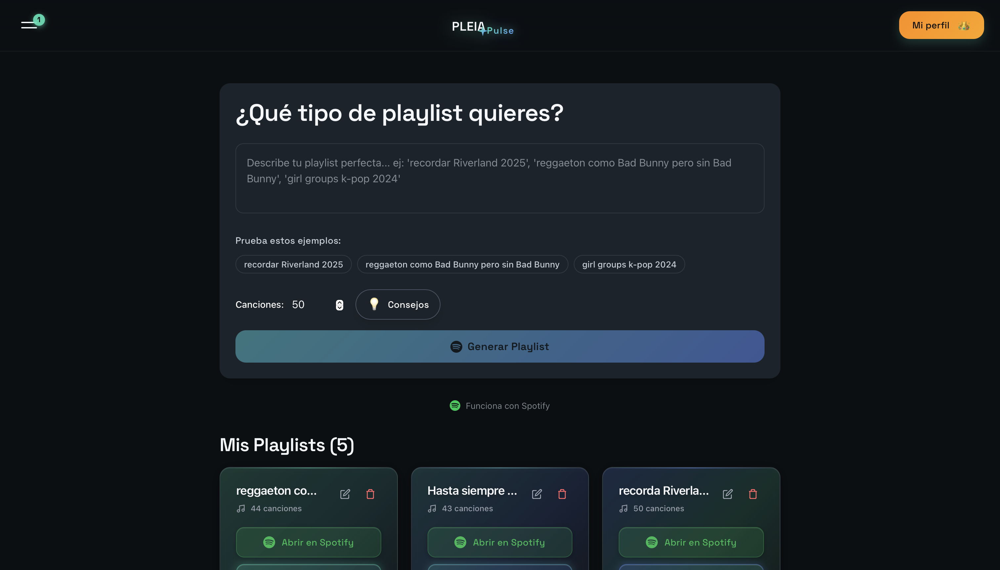 1
PLEIA Pulse
Mi perfil
¿Qué tipo de playlist quieres?
Describe tu playlist perfecta... ej: 'recordar Riverland 2025', 'reggaeton como Bad Bunny pero sin Bad
Bunny', 'girl groups k-pop 2024'
Prueba estos ejemplos:
recordar Riverland 2025 reggaeton como Bad Bunny pero sin Bad Bunny girl groups k-pop 2024
Canciones: 50 Consejos
Generar Playlist
Funciona con Spotify
Mis Playlists (5)
reggaeton co... Hasta siempre ... recorda Riverla...
44 canciones 43 canciones 50 canciones
Abrir en Spotify Abrir en Spotify Abrir en Spotify